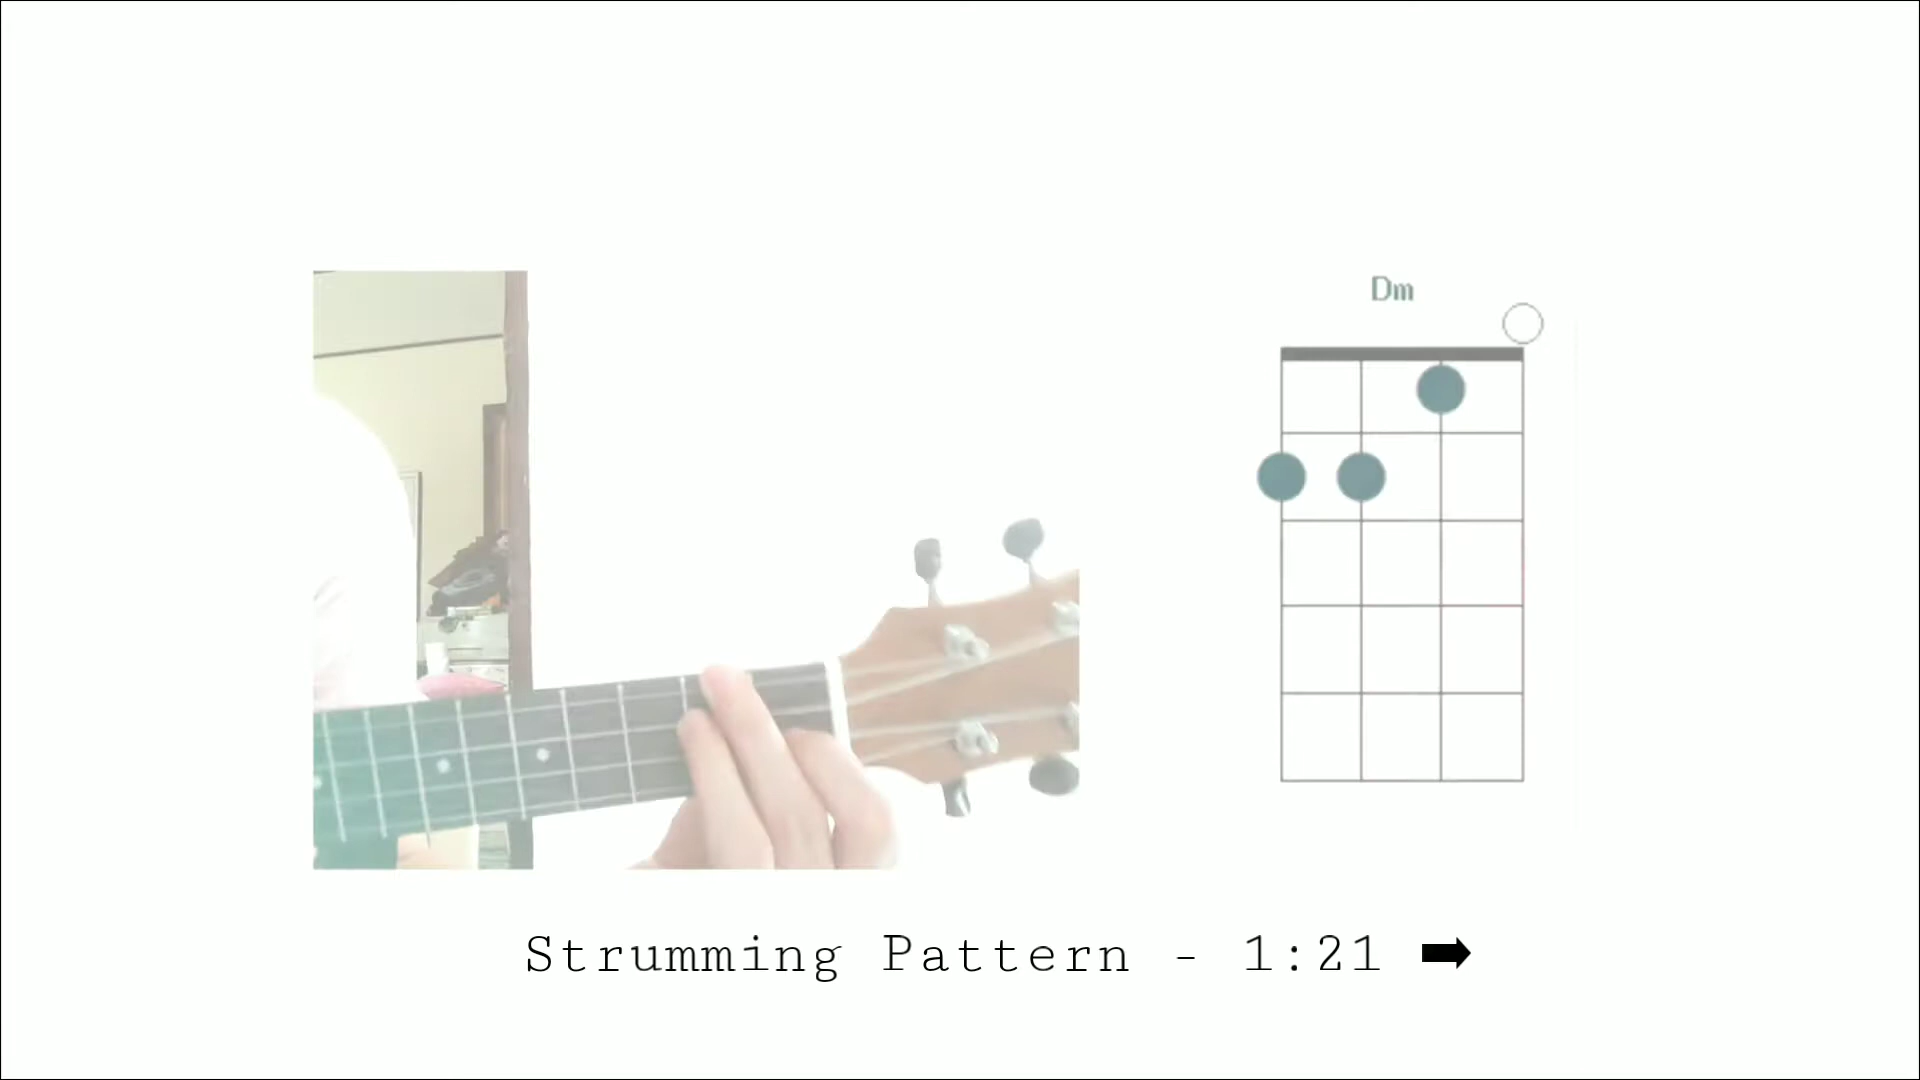 Dm
Strumming Pattern - 1:21 ➡